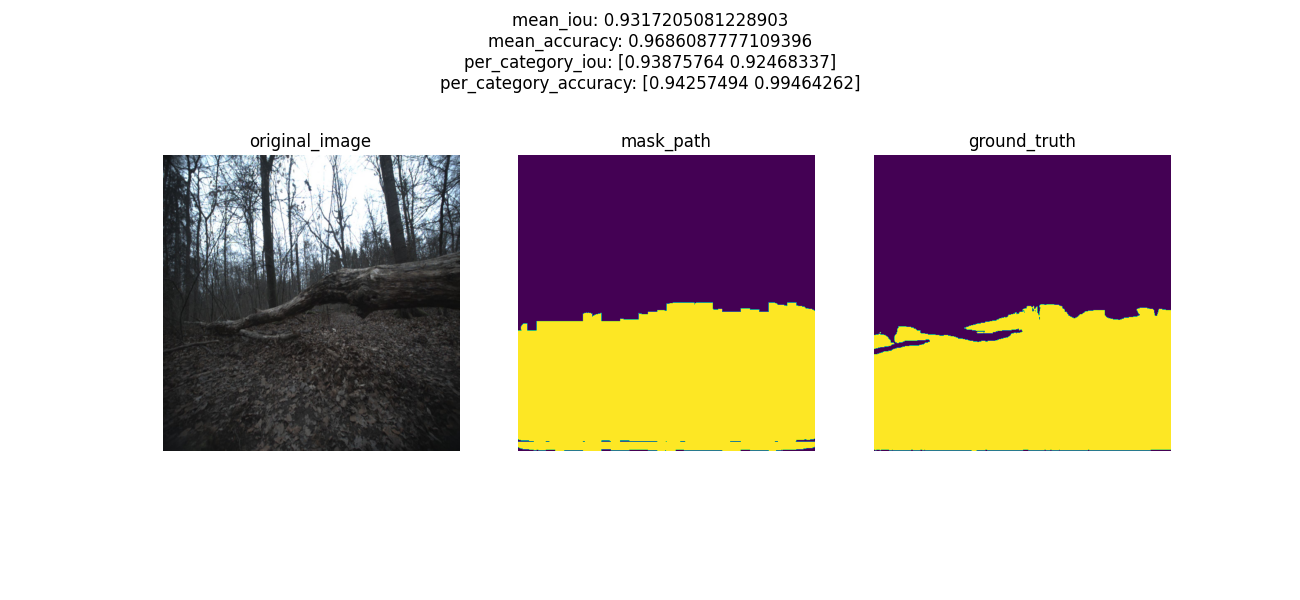 mean_iou: 0.9317205081228903
mean_accuracy: 0.9686087777109396
per_category_iou: [0.93875764 0.92468337]
per_category_accuracy: [0.94257494 0.99464262]
original_image
mask_path
ground_truth